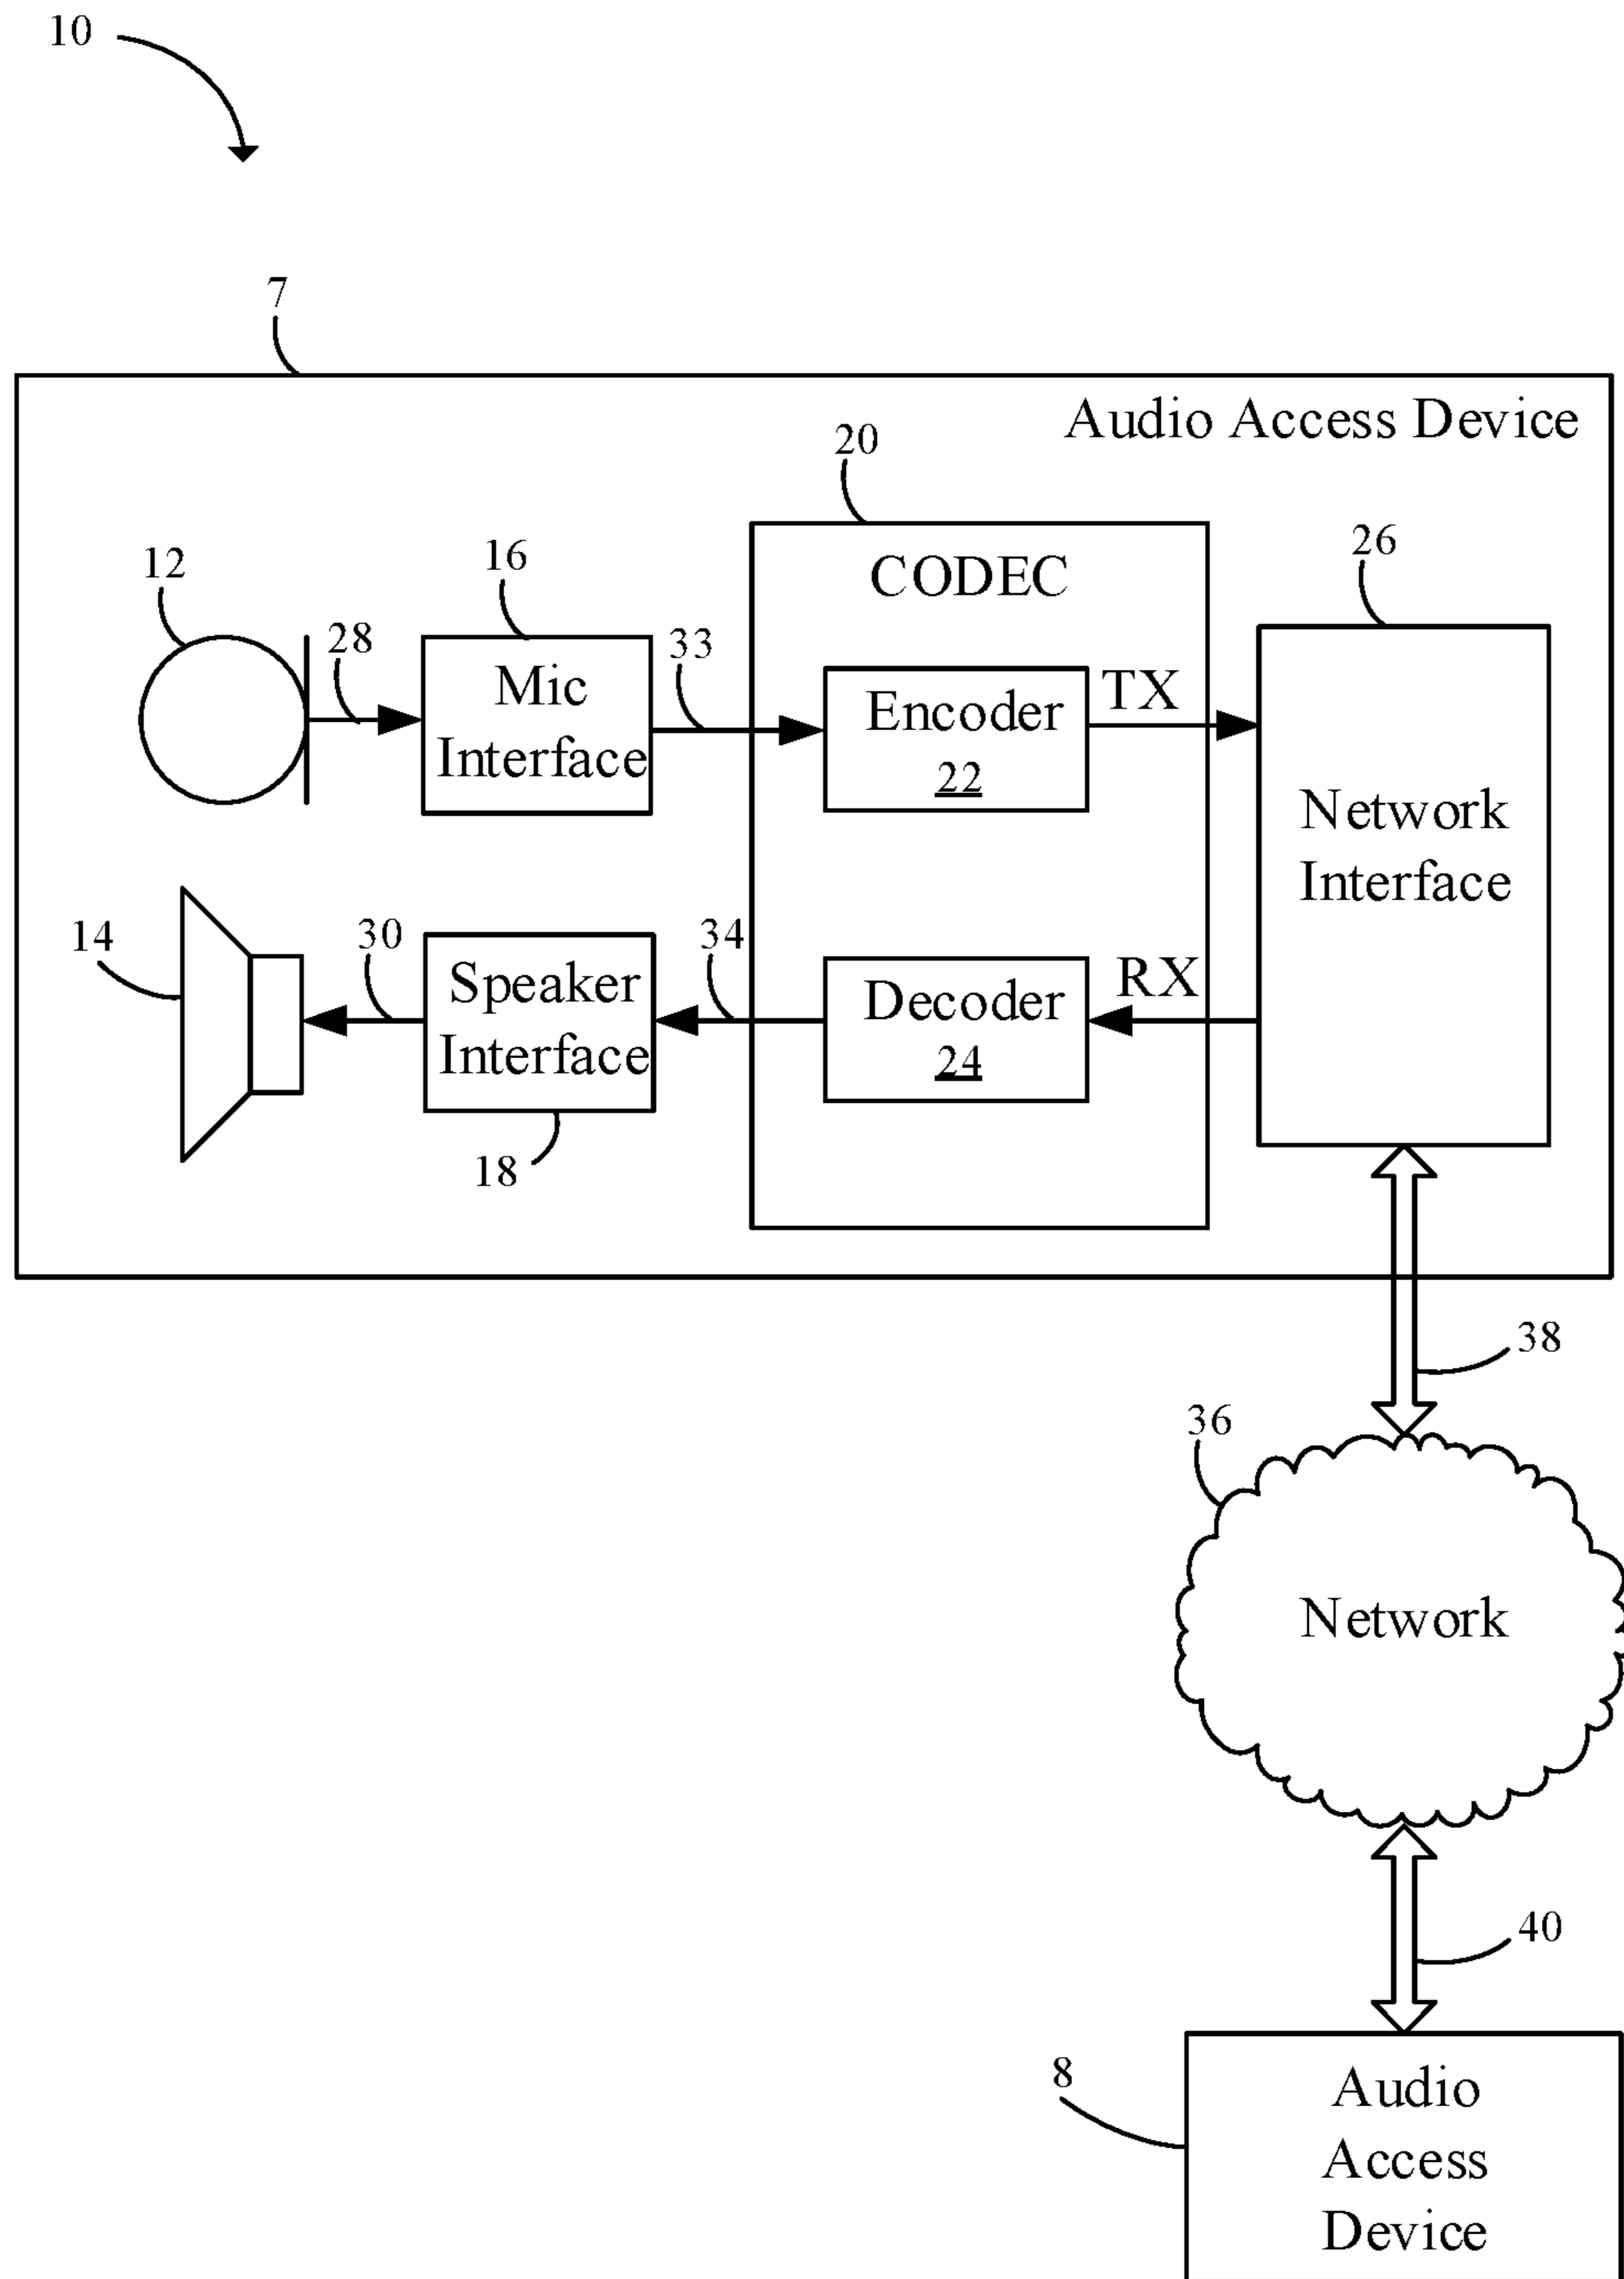 10
7
Audio Access Device
20
26
12
16
CODEC
28
33
Mic
Interface
Encoder
22
TX
Network
Interface
14
30
34
Speaker
Interface
Decoder
24
RX
18
38
36
Network
40
8
Audio
Access
Device